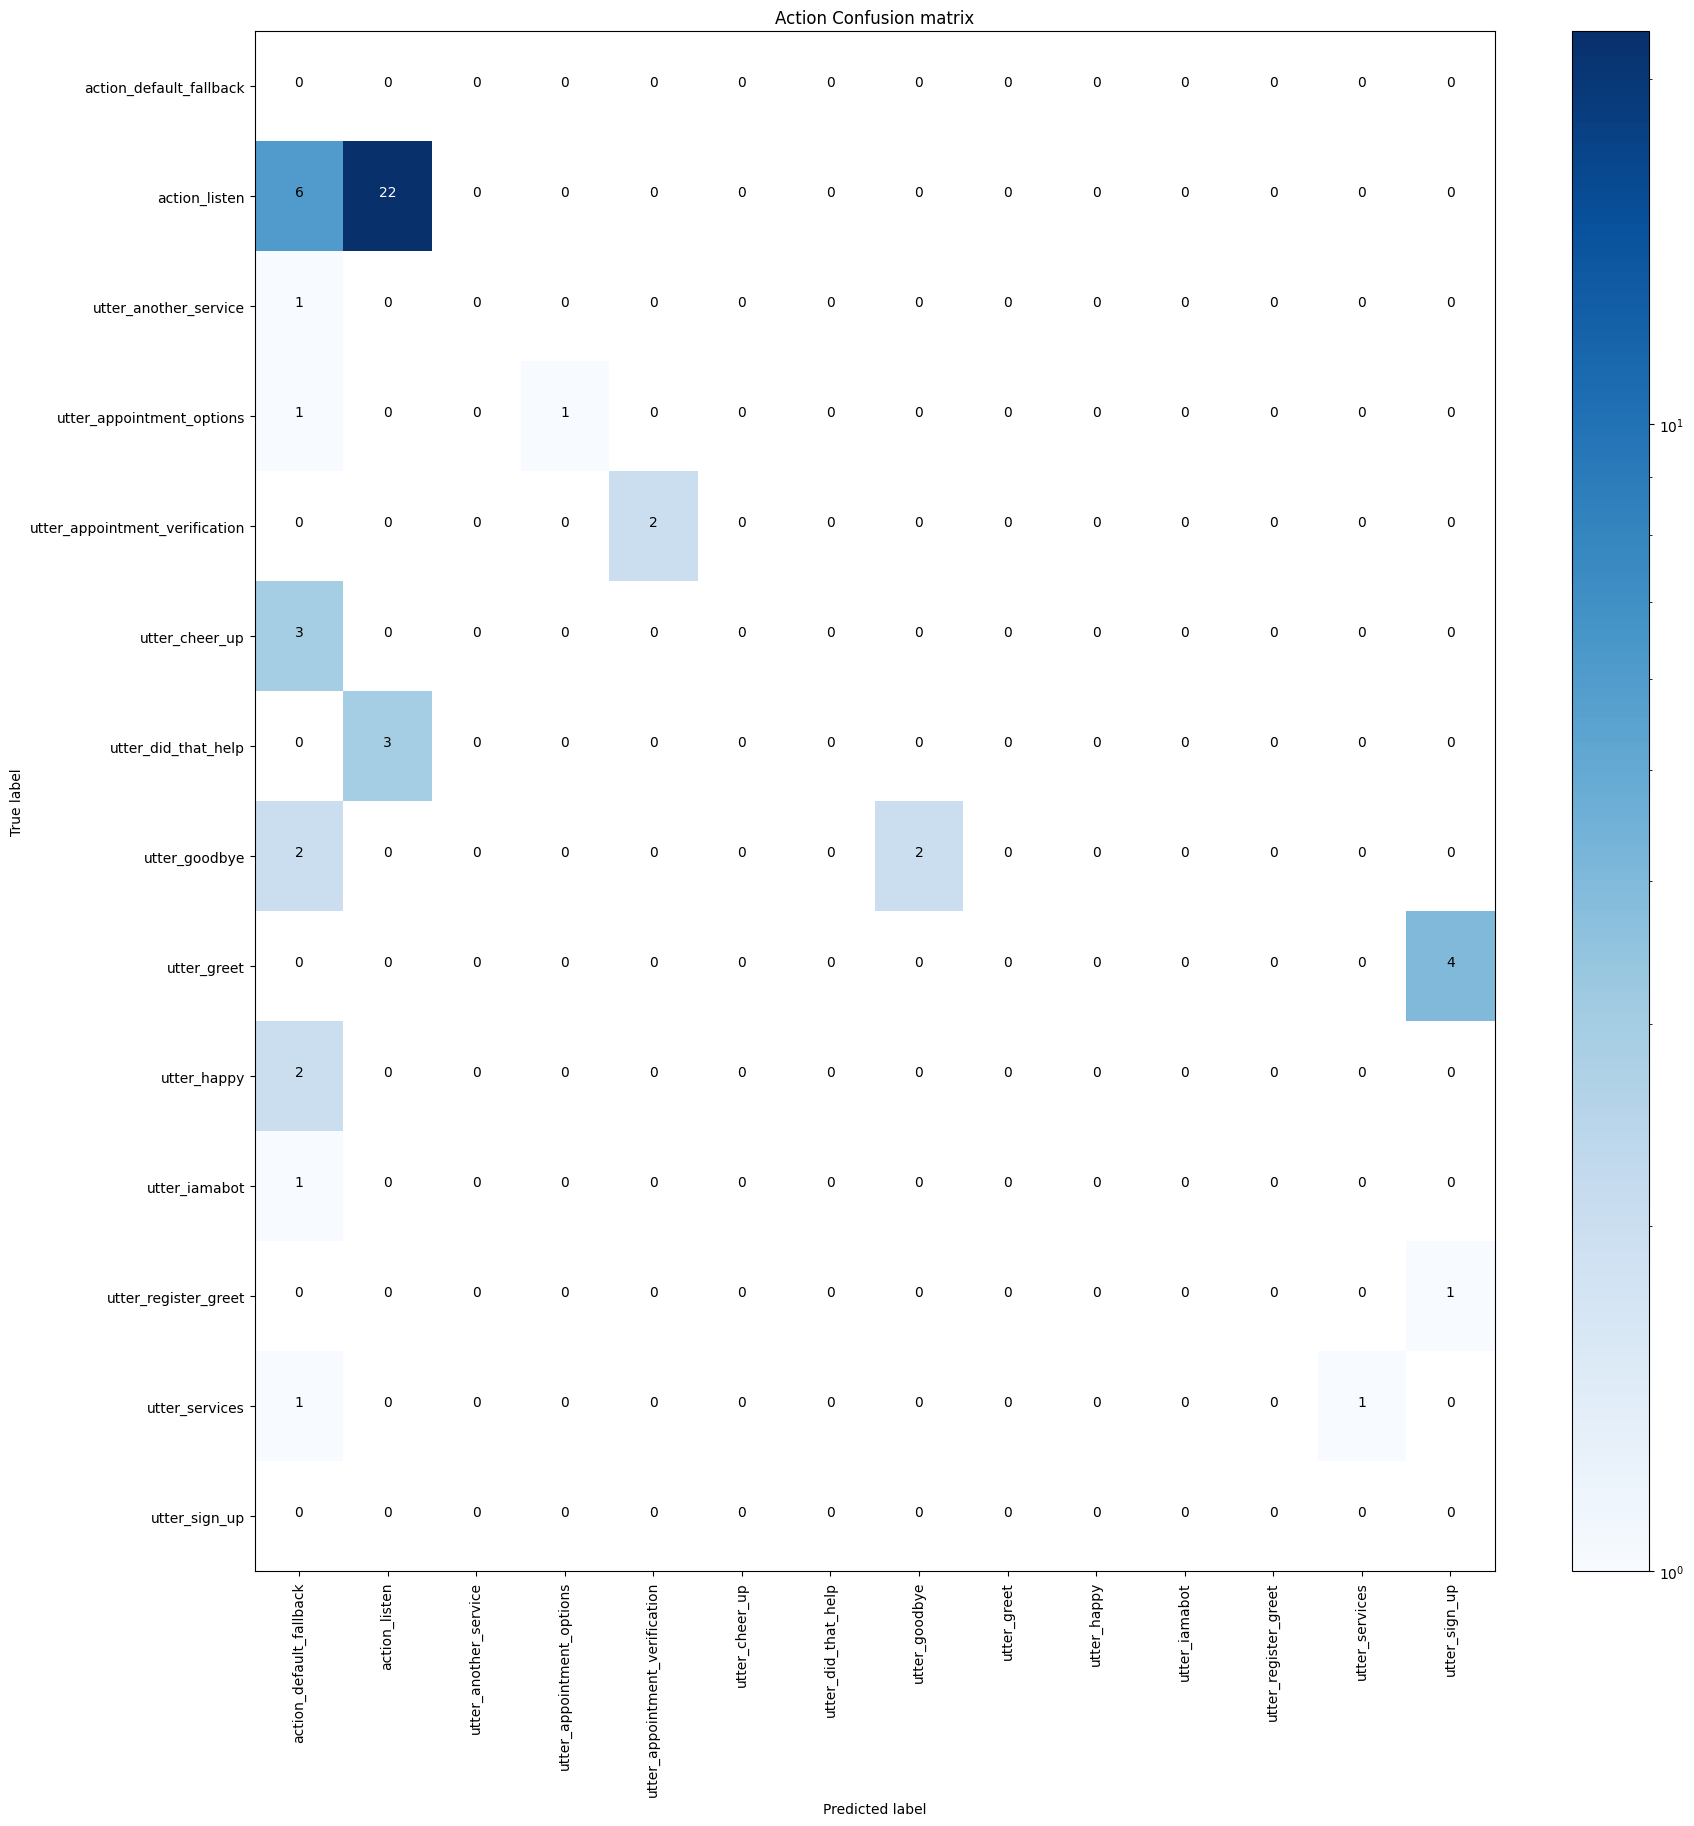 Action Confusion matrix
action_default_fallback 0 0 0 0 0 0 0 0 0 0 0 0 0 0
action_listen 6 22 0 0 0 0 0 0 0 0 0 0 0 0
utter_another_service 1 0 0 0 0 0 0 0 0 0 0 0 0 0
utter_appointment_options 1 0 0 1 0 0 0 0 0 0 0 0 0 0
10¹
utter_appointment_verification 0 0 0 0 2 0 0 0 0 0 0 0 0 0
utter_cheer_up 3 0 0 0 0 0 0 0 0 0 0 0 0 0
utter_did_that_help 0 3 0 0 0 0 0 0 0 0 0 0 0 0
True label
utter_goodbye 2 0 0 0 0 0 0 2 0 0 0 0 0 0
utter_greet 0 0 0 0 0 0 0 0 0 0 0 0 0 4
utter_happy 2 0 0 0 0 0 0 0 0 0 0 0 0 0
utter_iamabot 1 0 0 0 0 0 0 0 0 0 0 0 0 0
utter_register_greet 0 0 0 0 0 0 0 0 0 0 0 0 0 1
utter_services 1 0 0 0 0 0 0 0 0 0 0 0 1 0
utter_sign_up 0 0 0 0 0 0 0 0 0 0 0 0 0 0
10⁰
action_default_fallback
action_listen
utter_another_service
utter_appointment_options
utter_appointment_verification
utter_cheer_up
utter_did_that_help
utter_goodbye
utter_greet
utter_happy
utter_iamabot
utter_register_greet
utter_services
utter_sign_up
Predicted label